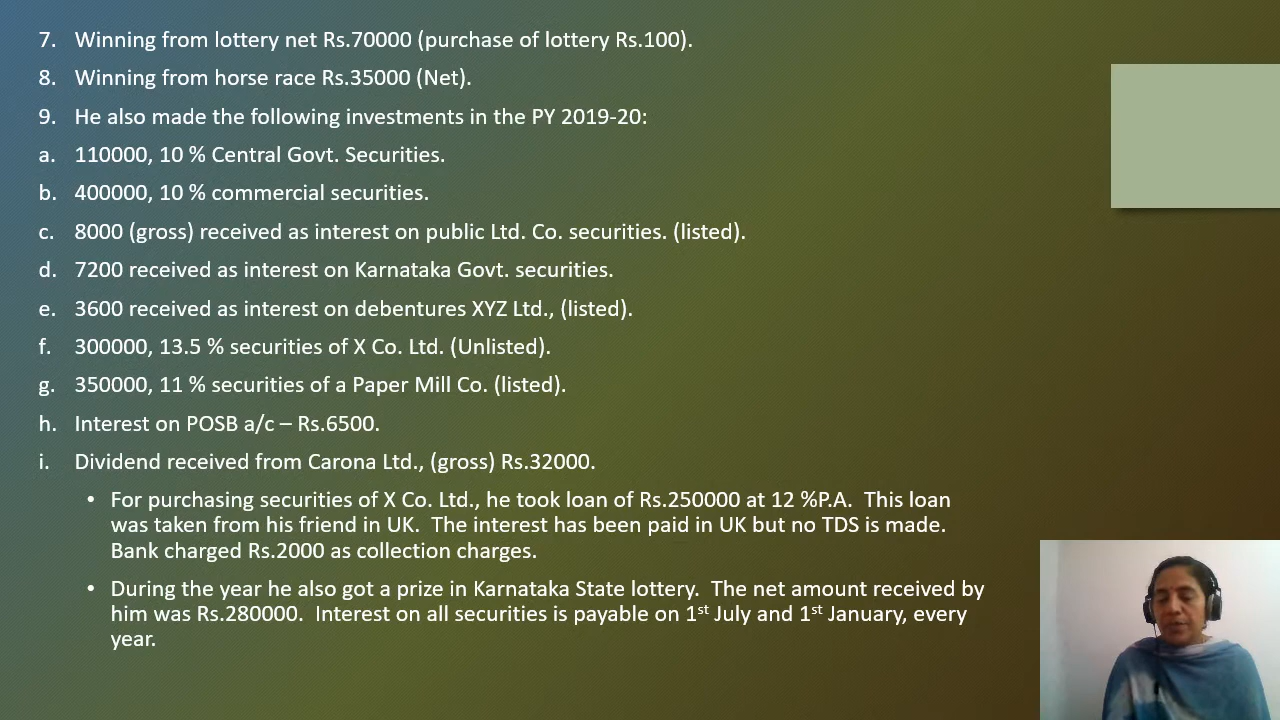 7. Winning from lottery net Rs.70000 (purchase of lottery Rs.100).
8. Winning from horse race Rs.35000 (Net).
9. He also made the following investments in the PY 2019-20:
a. 110000, 10 % Central Govt. Securities.
b. 400000, 10 % commercial securities.
c. 8000 (gross) received as interest on public Ltd. Co. securities. (listed).
d. 7200 received as interest on Karnataka Govt. securities.
e. 3600 received as interest on debentures XYZ Ltd., (listed).
f. 300000, 13.5 % securities of X Co. Ltd. (Unlisted).
g. 350000, 11 % securities of a Paper Mill Co. (listed).
h. Interest on POSB a/c – Rs.6500.
i. Dividend received from Carona Ltd., (gross) Rs.32000.
• For purchasing securities of X Co. Ltd., he took loan of Rs.250000 at 12 %P.A. This loan
was taken from his friend in UK. The interest has been paid in UK but no TDS is made.
Bank charged Rs.2000 as collection charges.
• During the year he also got a prize in Karnataka State lottery. The net amount received by
him was Rs.280000. Interest on all securities is payable on 1st July and 1st January, every
year.